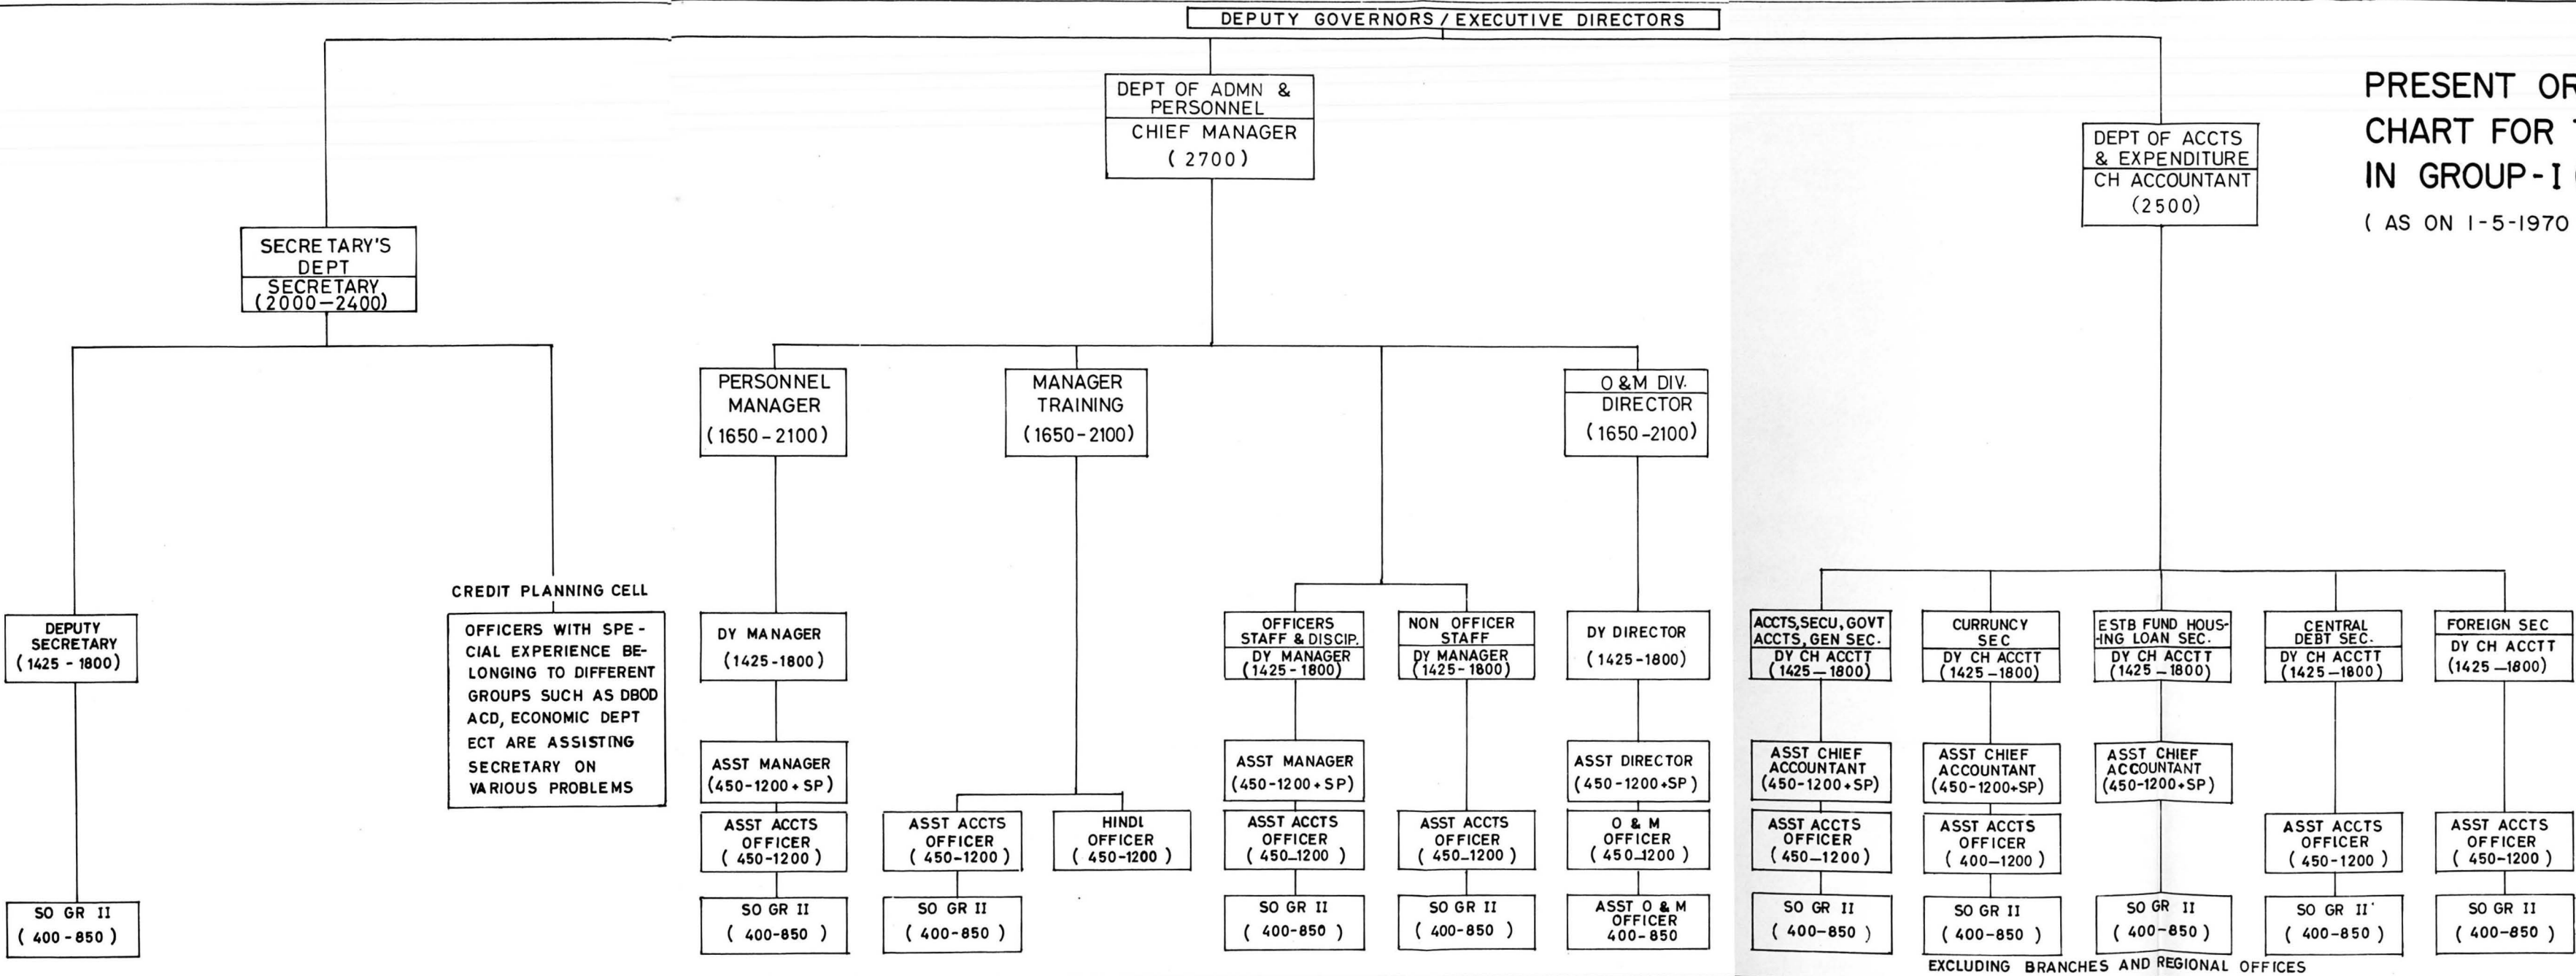 DEPUTY GOVERNORS / EXECUTIVE DIRECTORS
PRESENT OR
CHART FOR
IN GROUP-I
( AS ON 1-5-1970
DEPT OF ADMN &
PERSONNEL
CHIEF MANAGER
( 2700 )
DEPT OF ACCTS
& EXPENDITURE
CH ACCOUNTANT
(2500)
SECRETARY'S
DEPT
SECRETARY
(2000-2400)
PERSONNEL
MANAGER
(1650-2100)
MANAGER
TRAINING
(1650-2100)
O & M DIV.
DIRECTOR
(1650-2100)
DEPUTY
SECRETARY
(1425 - 1800)
CREDIT PLANNING CELL
OFFICERS WITH SPE-
CIAL EXPERIENCE BE-
LONGING TO DIFFERENT
GROUPS SUCH AS DBOD
ACD, ECONOMIC DEPT
ECT ARE ASSISTING
SECRETARY ON
VARIOUS PROBLEMS
DY MANAGER
(1425-1800)
OFFICERS
STAFF & DISCIP.
DY MANAGER
(1425-1800)
NON OFFICER
STAFF
DY MANAGER
(1425-1800)
DY DIRECTOR
(1425-1800)
ACCTS,SECU,GOVT
ACCTS, GEN SEC.
DY CH ACCTT
(1425-1800)
CURRUNCY
SEC
DY CH ACCTT
(1425-1800)
ESTB FUND HOUS-
-ING LOAN SEC.
DY CH ACCTT
(1425-1800)
CENTRAL
DEBT SEC.
DY CH ACCTT
(1425-1800)
FOREIGN SEC
DY CH ACCTT
(1425-1800)
ASST MANAGER
(450-1200+SP)
ASST MANAGER
(450-1200+SP)
ASST DIRECTOR
(450-1200+SP)
ASST CHIEF
ACCOUNTANT
(450-1200+SP)
ASST CHIEF
ACCOUNTANT
(450-1200+SP)
ASST CHIEF
ACCOUNTANT
(450-1200+SP)
ASST ACCTS
OFFICER
( 450-1200 )
ASST ACCTS
OFFICER
( 450-1200 )
HINDI
OFFICER
( 450-1200 )
ASST ACCTS
OFFICER
( 450-1200 )
ASST ACCTS
OFFICER
( 450-1200 )
O & M
OFFICER
( 450-1200 )
ASST ACCTS
OFFICER
( 450-1200 )
ASST ACCTS
OFFICER
( 400-1200 )
ASST ACCTS
OFFICER
( 450-1200 )
ASST ACCTS
OFFICER
( 450-1200 )
SO GR II
( 400-850 )
SO GR II
( 400-850 )
SO GR II
( 400-850 )
SO GR II
( 400-850 )
SO GR II
( 400-850 )
ASST O & M
OFFICER
400-850
SO GR II
( 400-850 )
SO GR II
( 400-850 )
SO GR II
( 400-850 )
SO GR II
( 400-850 )
SO GR II
( 400-850 )
EXCLUDING BRANCHES AND REGIONAL OFFICES